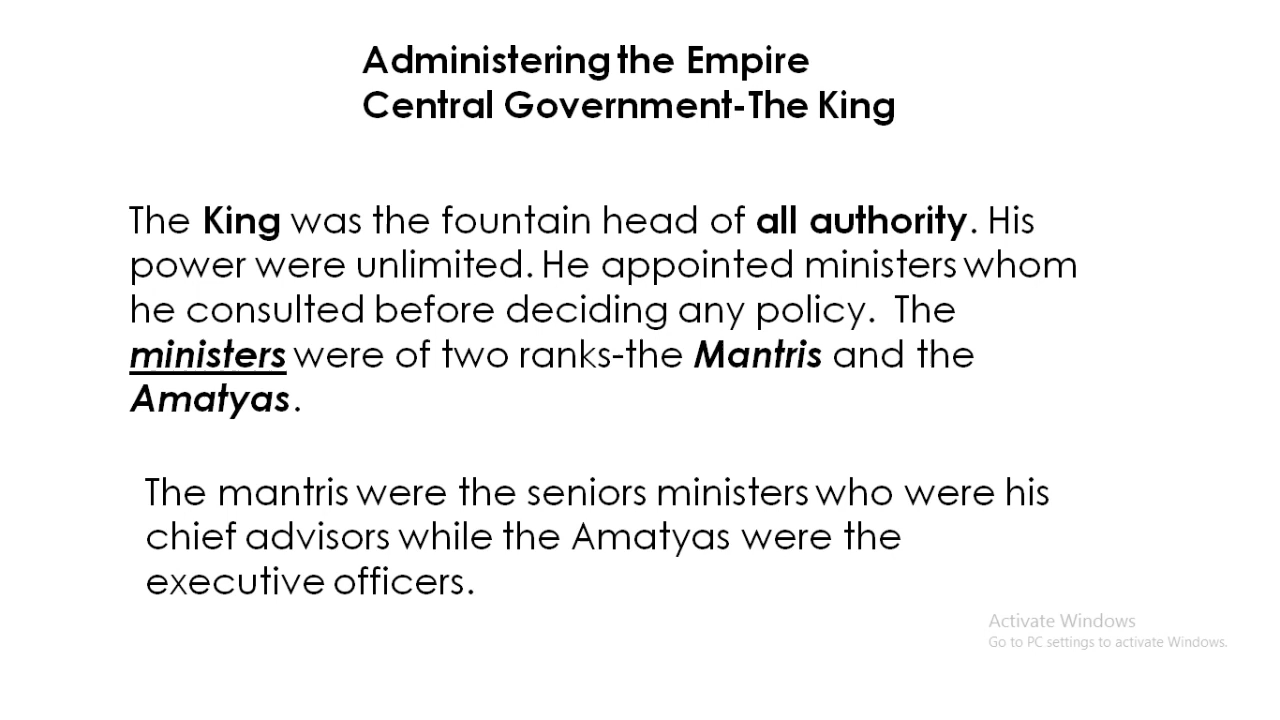 Administering the Empire
Central Government-The King
The King was the fountain head of all authority. His
power were unlimited. He appointed ministers whom
he consulted before deciding any policy. The
ministers were of two ranks-the Mantris and the
Amatyas.
The mantris were the seniors ministers who were his
chief advisors while the Amatyas were the
executive officers.
Activate Windows
Go to PC settings to activate Windows.